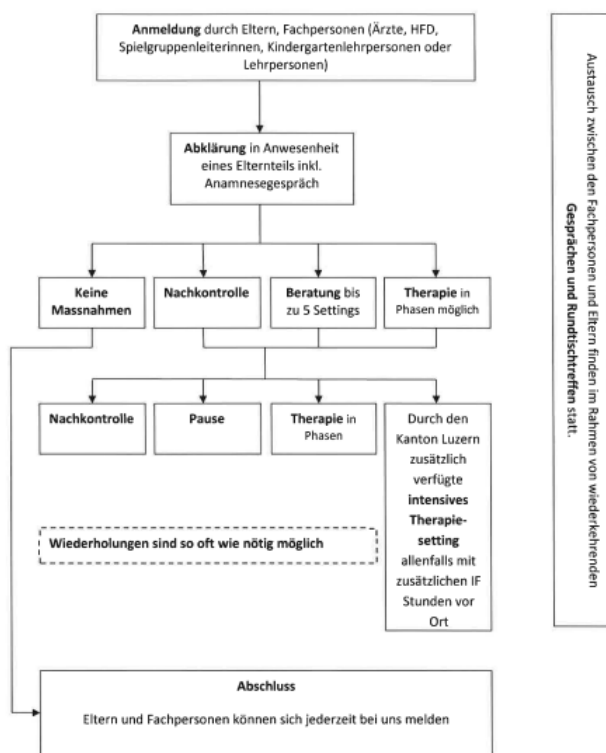 Anmeldung durch Eltern, Fachpersonen (Ärzte, HFD,
Spielgruppenleiterinnen, Kindergartenlehrpersonen oder
Lehrpersonen)
Abklärung in Anwesenheit
eines Elternteils inkl.
Anamnesegespräch
Keine
Massnahmen
Nachkontrolle
Beratung bis
zu 5 Settings
Therapie in
Phasen möglich
Nachkontrolle
Pause
Therapie in
Phasen
Durch den
Kanton Luzern
zusätzlich
verfügte
intensives
Therapie-
setting
allenfalls mit
zusätzlichen IF
Stunden vor
Ort
Wiederholungen sind so oft wie nötig möglich
Abschluss
Eltern und Fachpersonen können sich jederzeit bei uns melden
Austausch zwischen den Fachpersonen und Eltern finden im Rahmen von wiederkehrenden
Gesprächen und Rundtischtreffen statt.